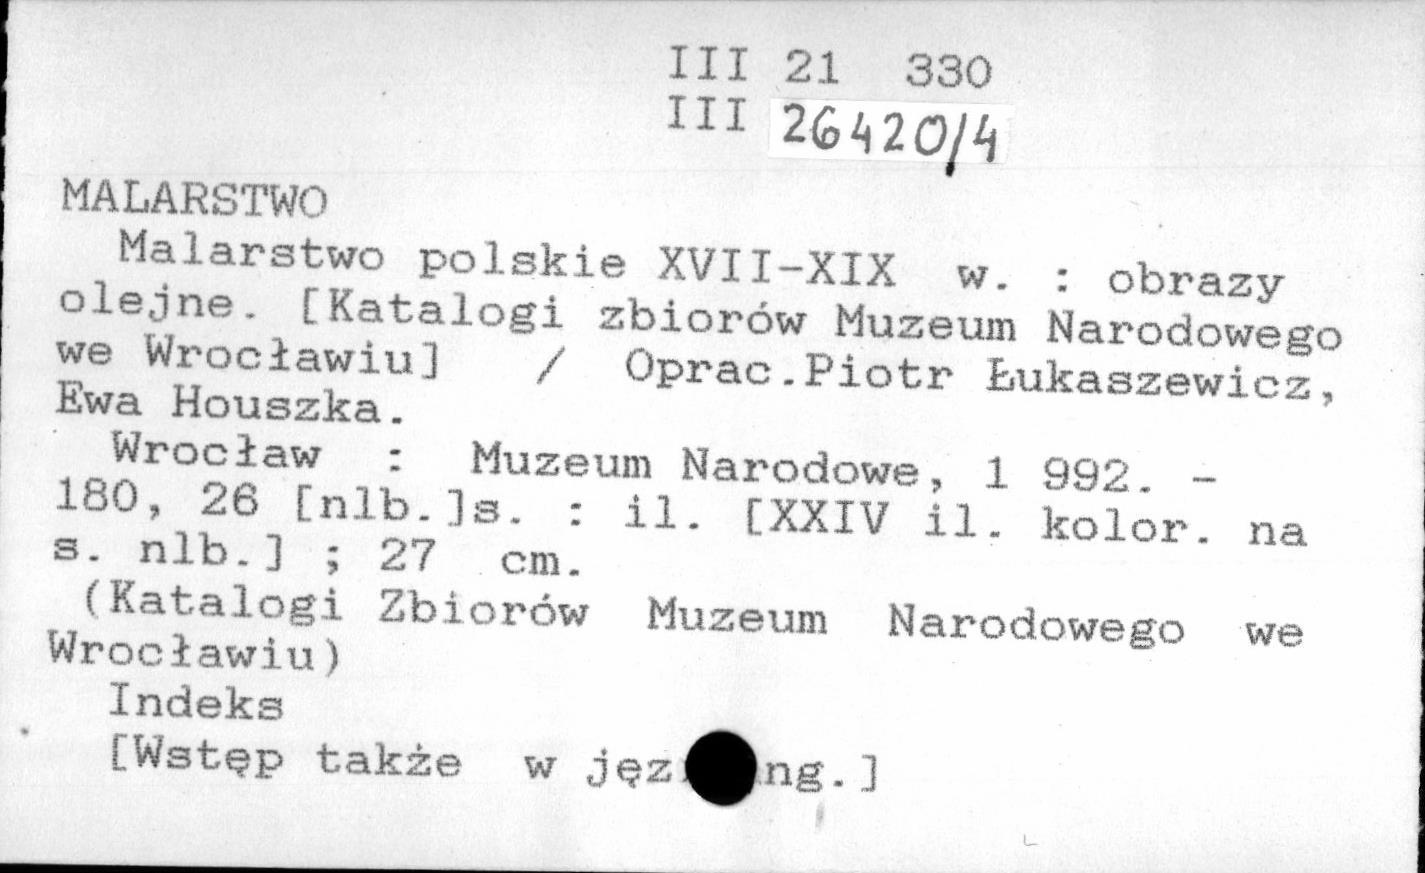 III 21 330
III 26420/4
MALARSTWO
Malarstwo polskie XVII-XIX w. : obrazy
olejne. [Katalogi zbiorów Muzeum Narodowego
we Wrocławiu] / Oprac.Piotr Łukaszewicz,
Ewa Houszka.
Wrocław : Muzeum Narodowe, 1 992. -
180, 26 [nlb.]s. : il. [XXIV il. kolor. na
s. nlb.] ; 27 cm.
(Katalogi Zbiorów Muzeum Narodowego we
Wrocławiu)
Indeks
[Wstęp także w jęz ng.]